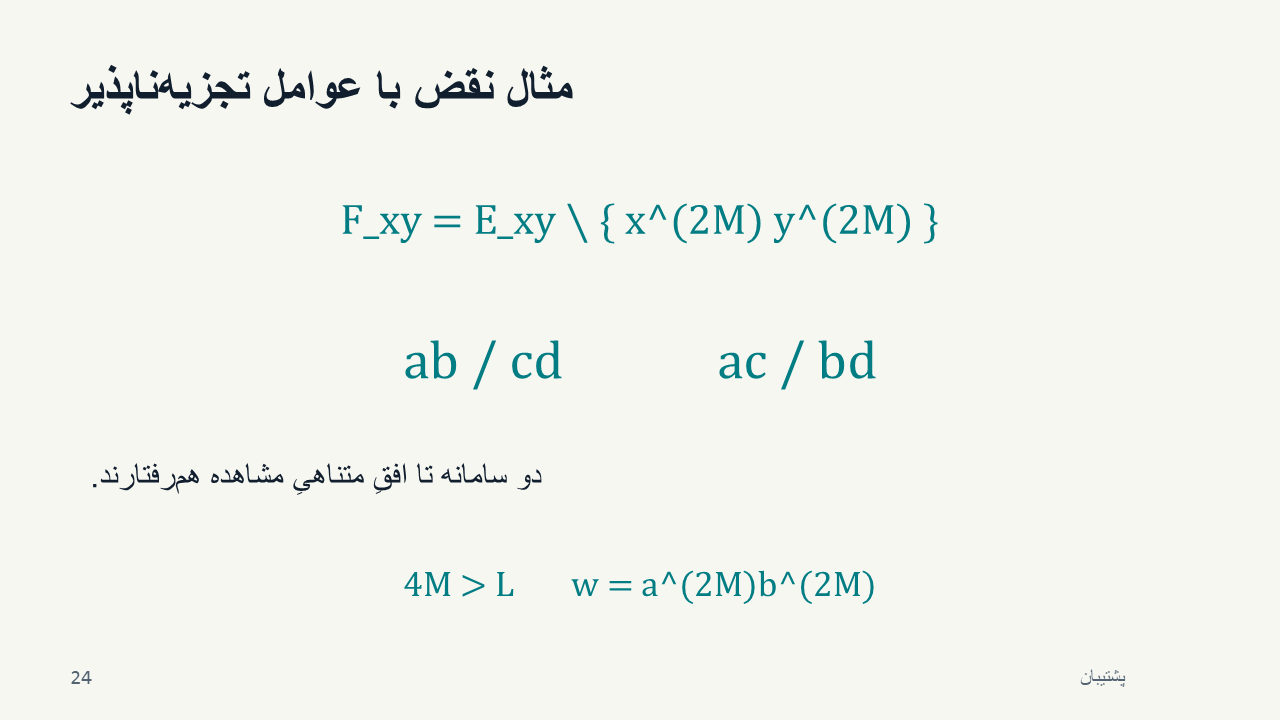 مثال نقض با عوامل تجزیه‌ناپذیر
F_xy = E_xy \ { x^(2M) y^(2M) }
ab / cd ac / bd
دو سامانه تا افقِ متناهیِ مشاهده هم‌رفتارند.
4M > L w = a^(2M)b^(2M)
پشتیبان
24